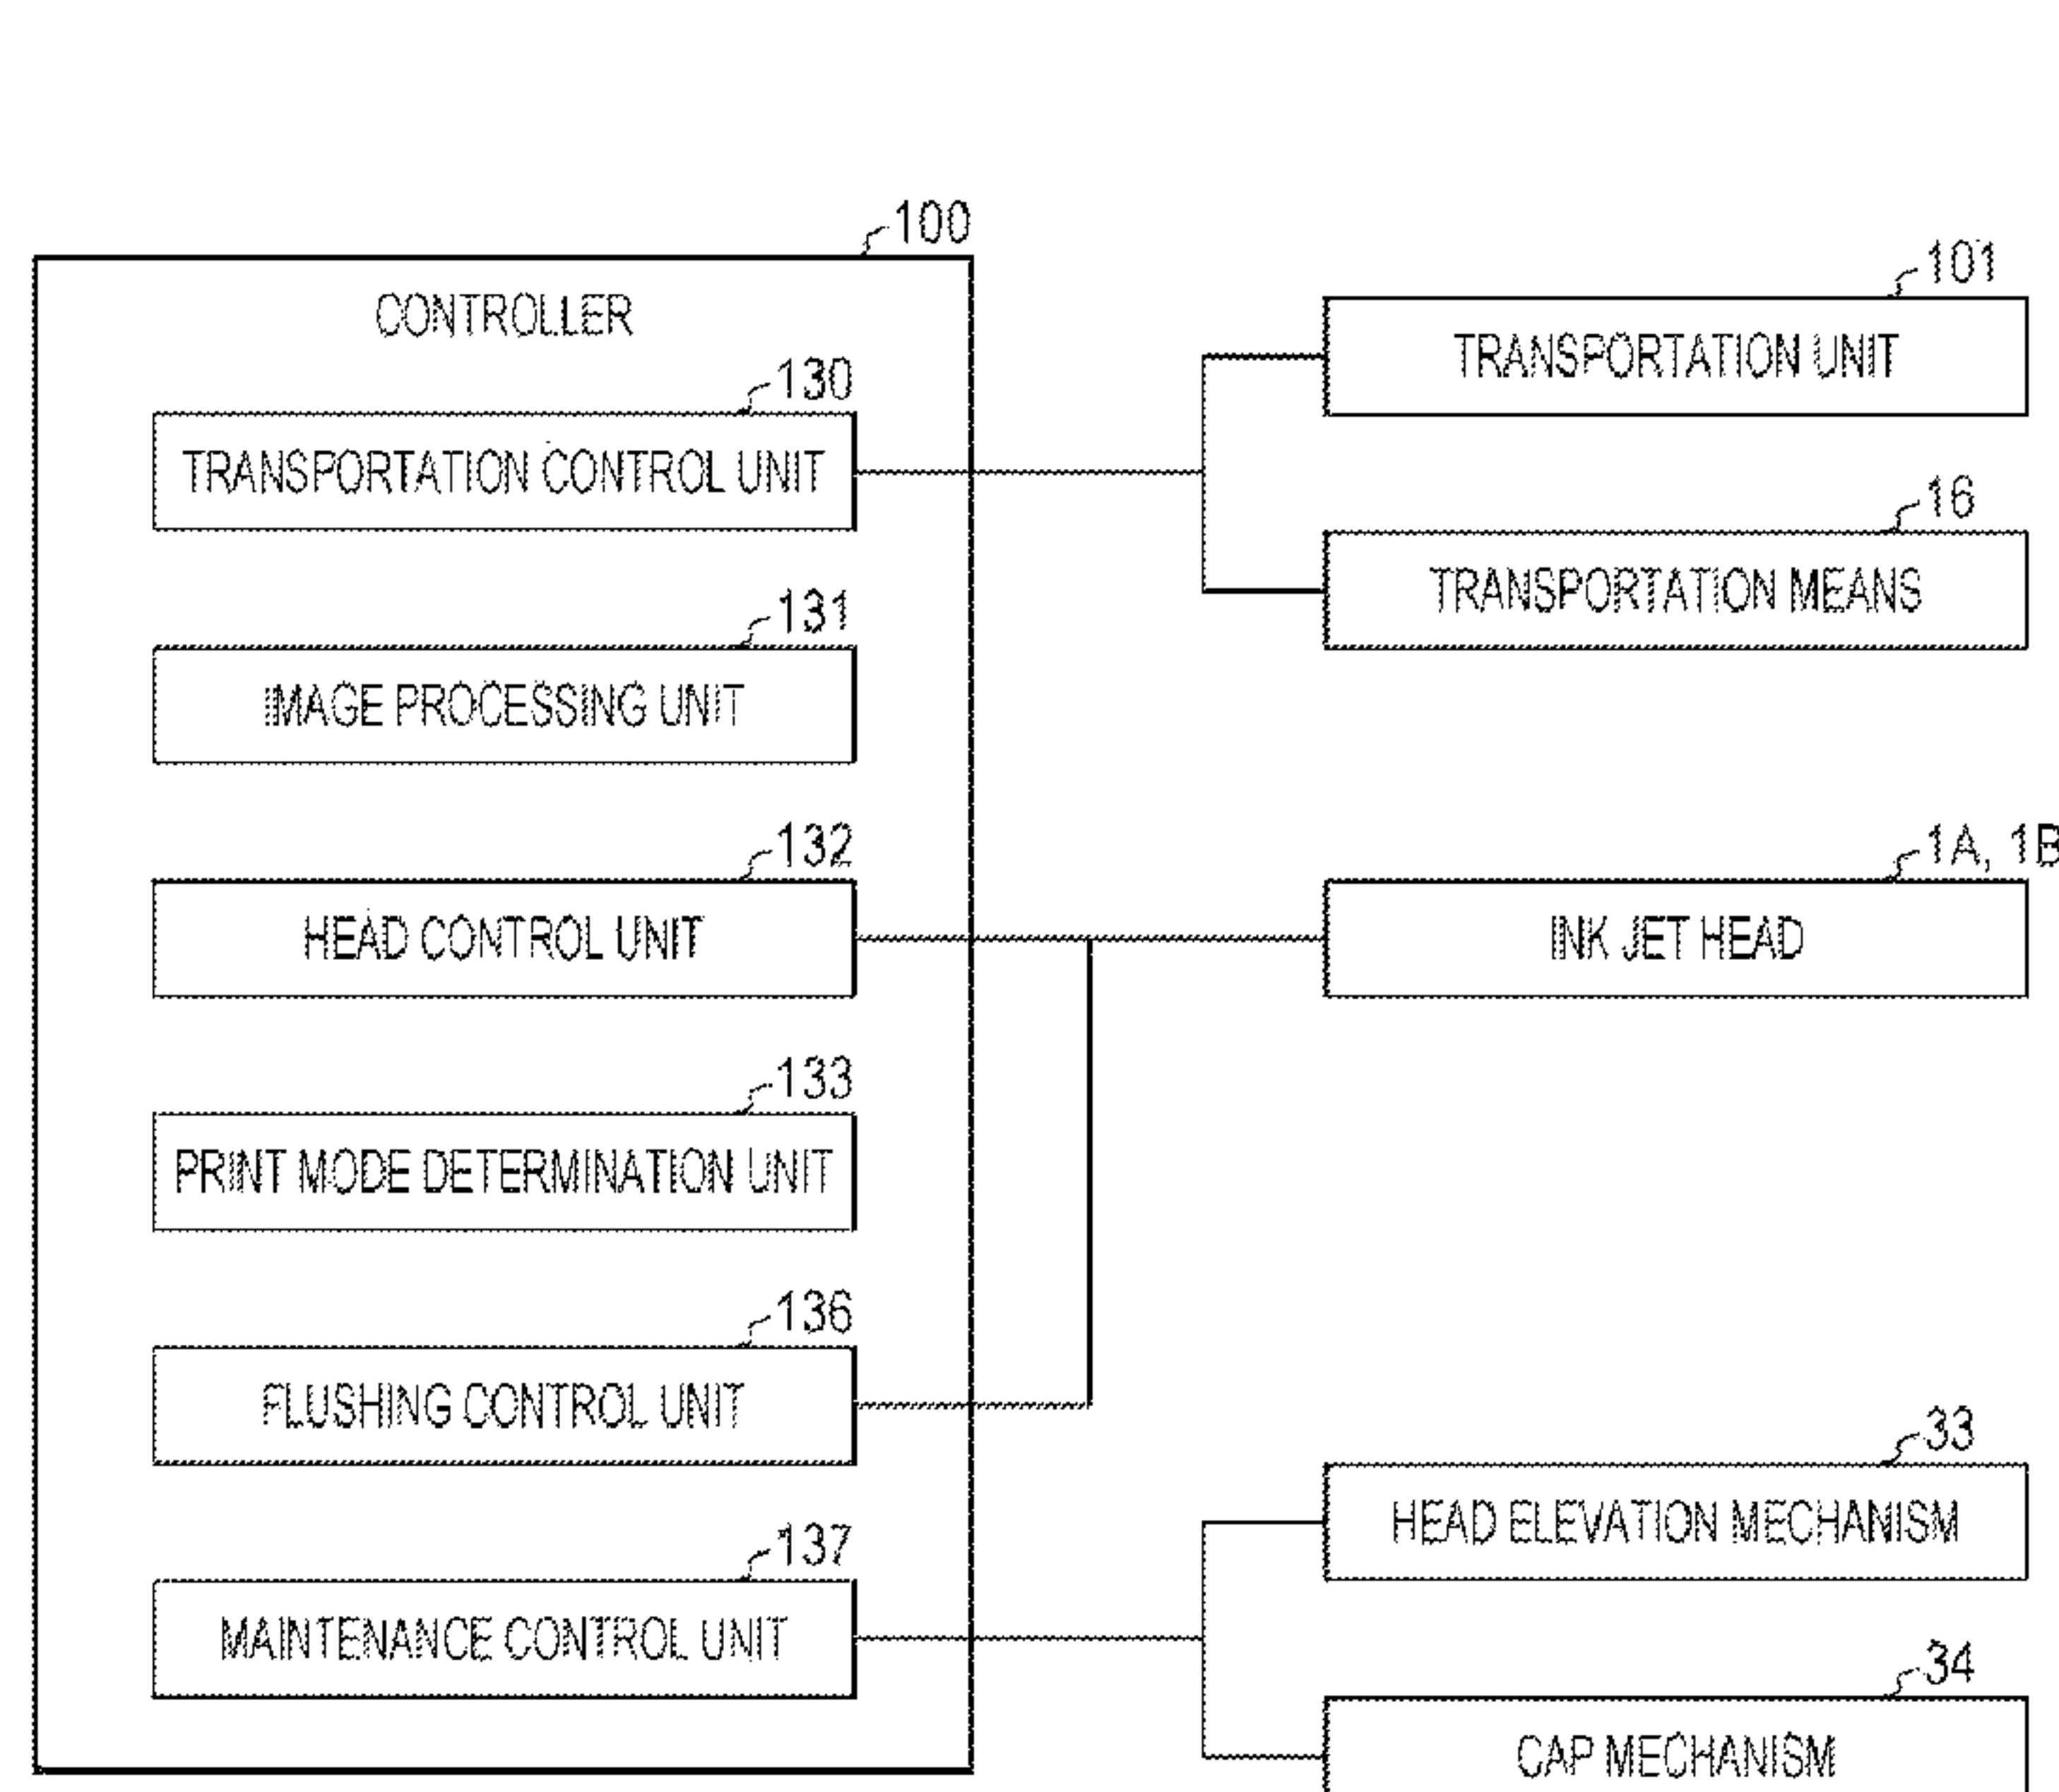 100
CONTROLLER
130
TRANSPORTATION CONTROL UNIT
131
IMAGE PROCESSING UNIT
132
HEAD CONTROL UNIT
133
PRINT MODE DETERMINATION UNIT
136
FLUSHING CONTROL UNIT
137
MAINTENANCE CONTROL UNIT
101
TRANSPORTATION UNIT
16
TRANSPORTATION MEANS
1A, 1B
INK JET HEAD
33
HEAD ELEVATION MECHANISM
34
CAP MECHANISM